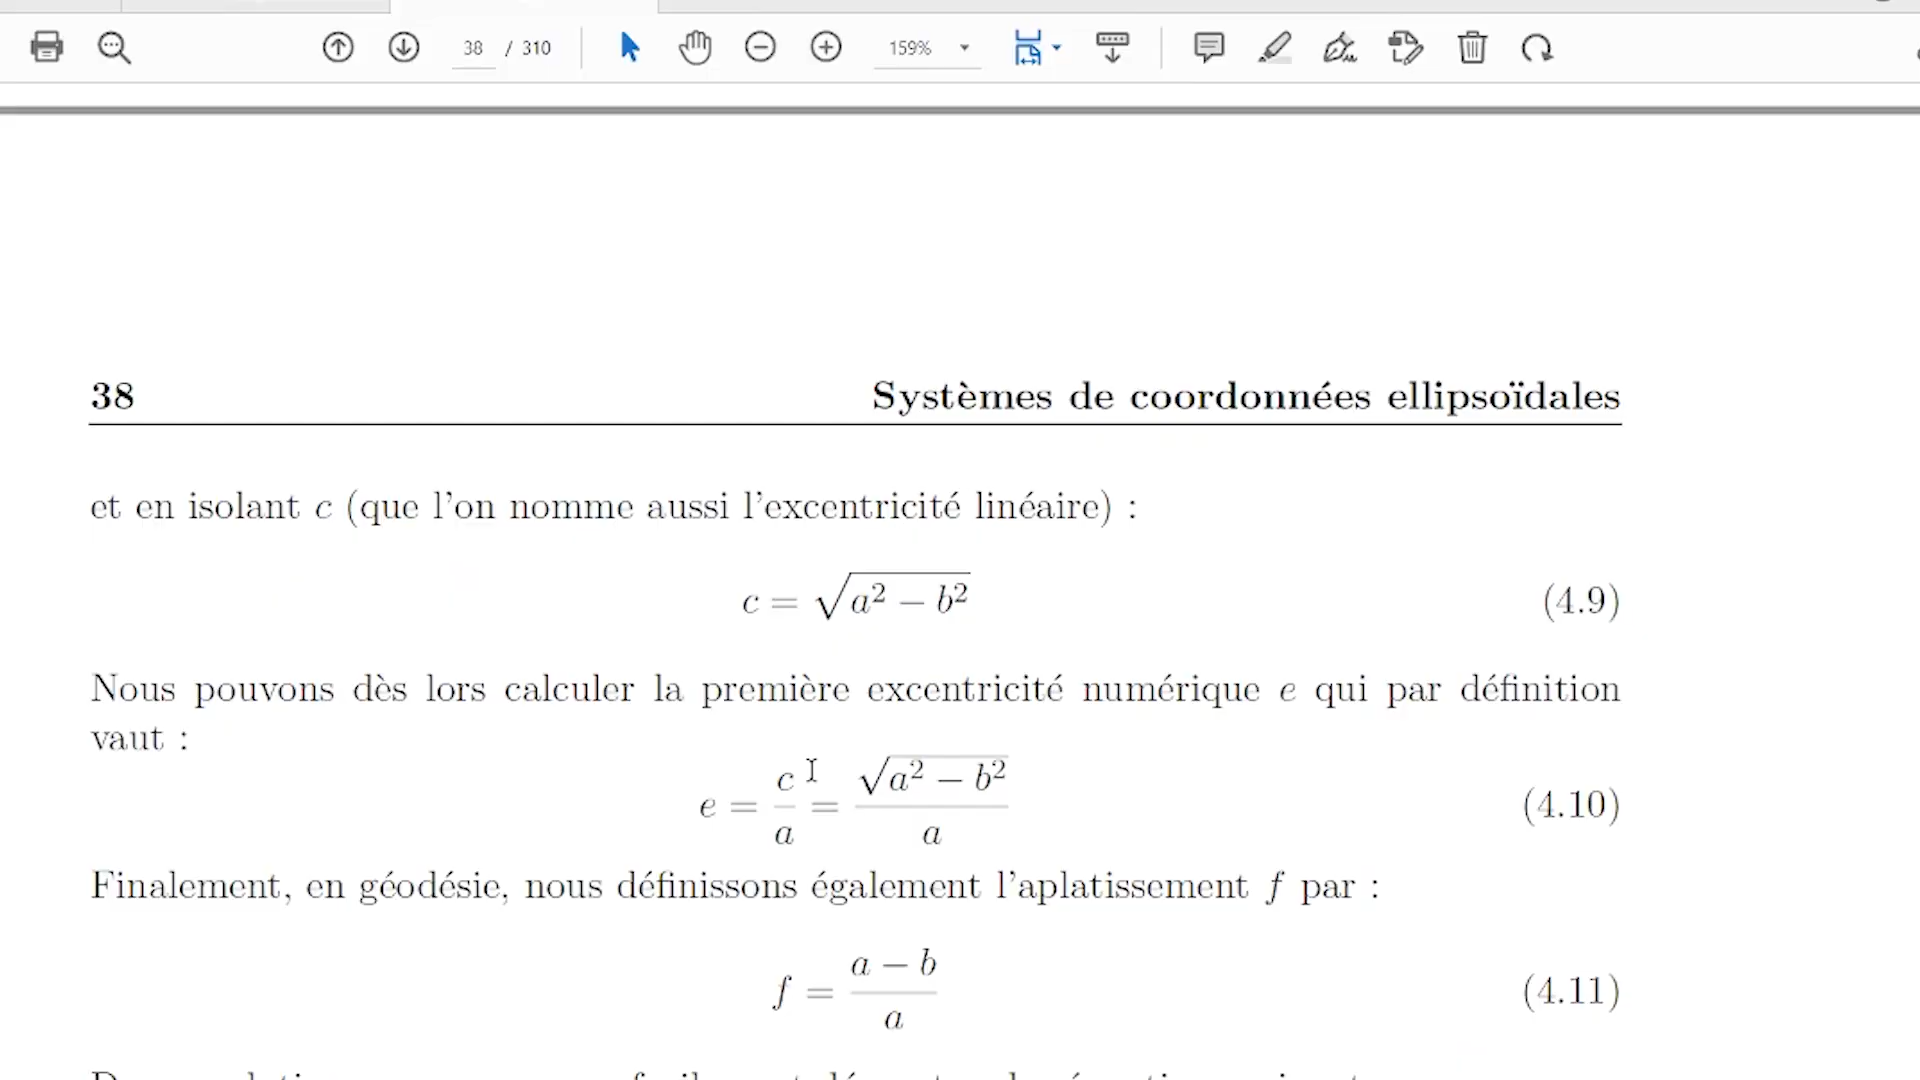 38 / 310 159%
38 Systèmes de coordonnées ellipsoïdales
et en isolant c (que l'on nomme aussi l'excentricité linéaire) :
c = √(a² − b²) (4.9)
Nous pouvons dès lors calculer la première excentricité numérique e qui par définition
vaut :
e = c/a = √(a² − b²)/a (4.10)
Finalement, en géodésie, nous définissons également l'aplatissement f par :
f = (a − b)/a (4.11)